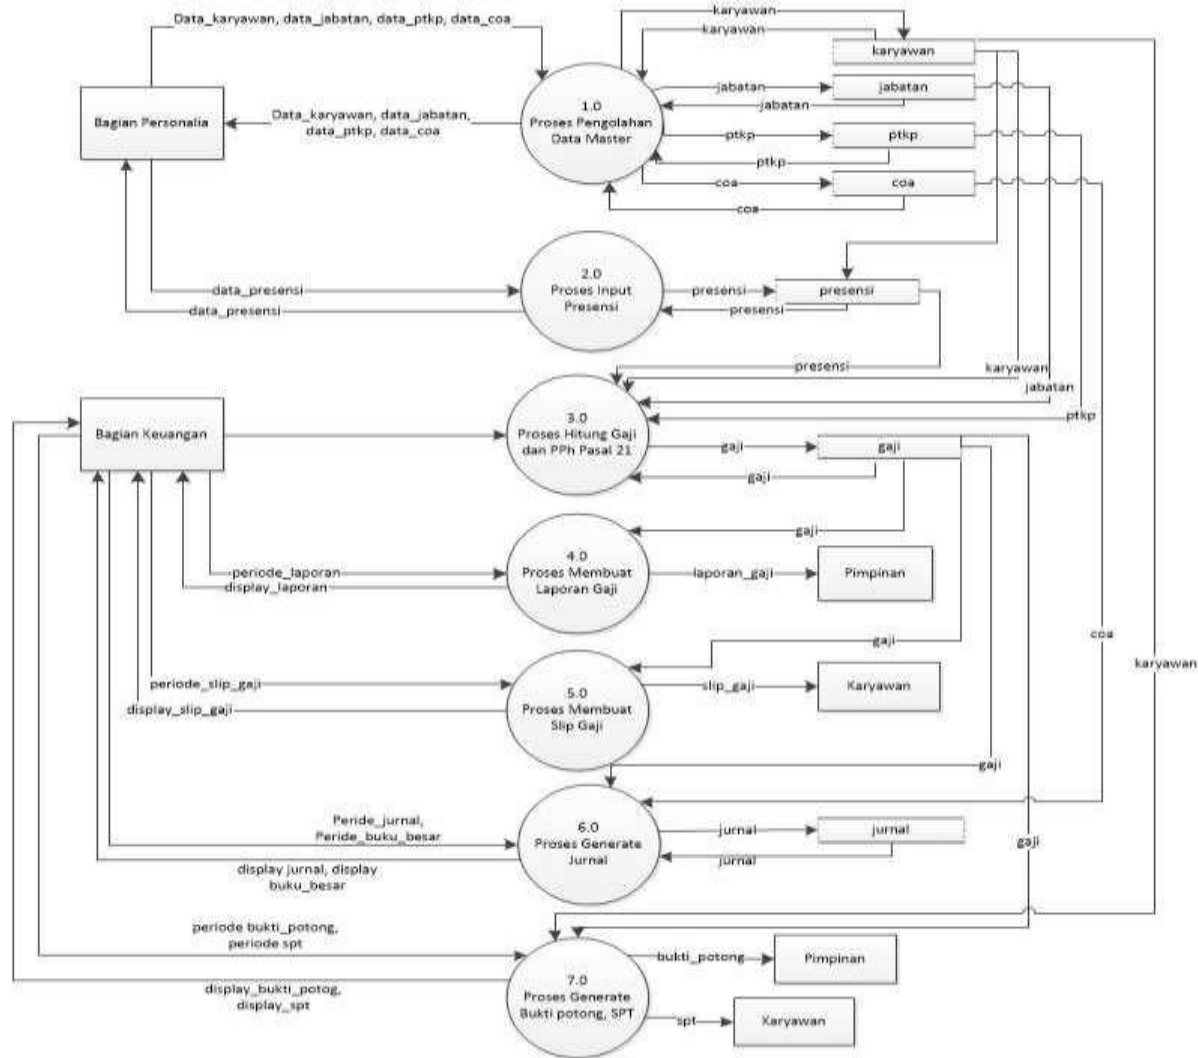 Data_karyawan, data_jabatan, data_ptkp, data_coa
karyawan
karyawan
karyawan
jabatan
jabatan
jabatan
Bagian Personalia
Data_karyawan, data_jabatan,
data_ptkp, data_coa
1.0
Proses Pengolahan
Data Master
ptkp
ptkp
ptkp
coa
coa
coa
2.0
Proses Input
Presensi
data_presensi
data_presensi
presensi
presensi
presensi
presensi
karyawan
jabatan
ptkp
Bagian Keuangan
3.0
Proses Hitung Gaji
dan PPh Pasal 21
gaji
gaji
gaji
gaji
4.0
Proses Membuat
Laporan Gaji
periode_laporan
display_laporan
laporan_gaji
Pimpinan
gaji
coa
karyawan
5.0
Proses Membuat
Slip Gaji
periode_slip_gaji
display_slip_gaji
slip_gaji
Karyawan
gaji
6.0
Proses Generate
Jurnal
Peride_jurnal,
Peride_buku_besar
display jurnal, display
buku_besar
jurnal
jurnal
jurnal
gaji
periode bukti_potong,
periode spt
7.0
Proses Generate
Bukti potong, SPT
display_bukti_potog,
display_spt
bukti_potong
Pimpinan
spt
Karyawan